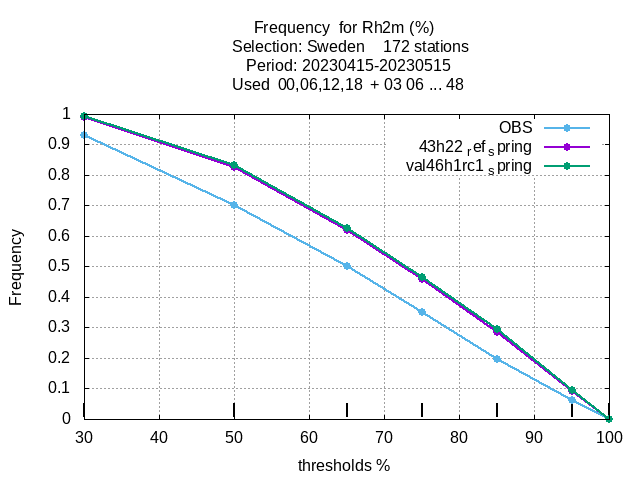 Frequency  for Rh2m (%)
Selection: Sweden    172 stations
Period: 20230415-20230515
Used  00,06,12,18  + 03 06 ... 48
OBS
43h22 ref spring
val46h1rc1 spring
Frequency
1
0.9
0.8
0.7
0.6
0.5
0.4
0.3
0.2
0.1
0
30 40 50 60 70 80 90 100
thresholds %